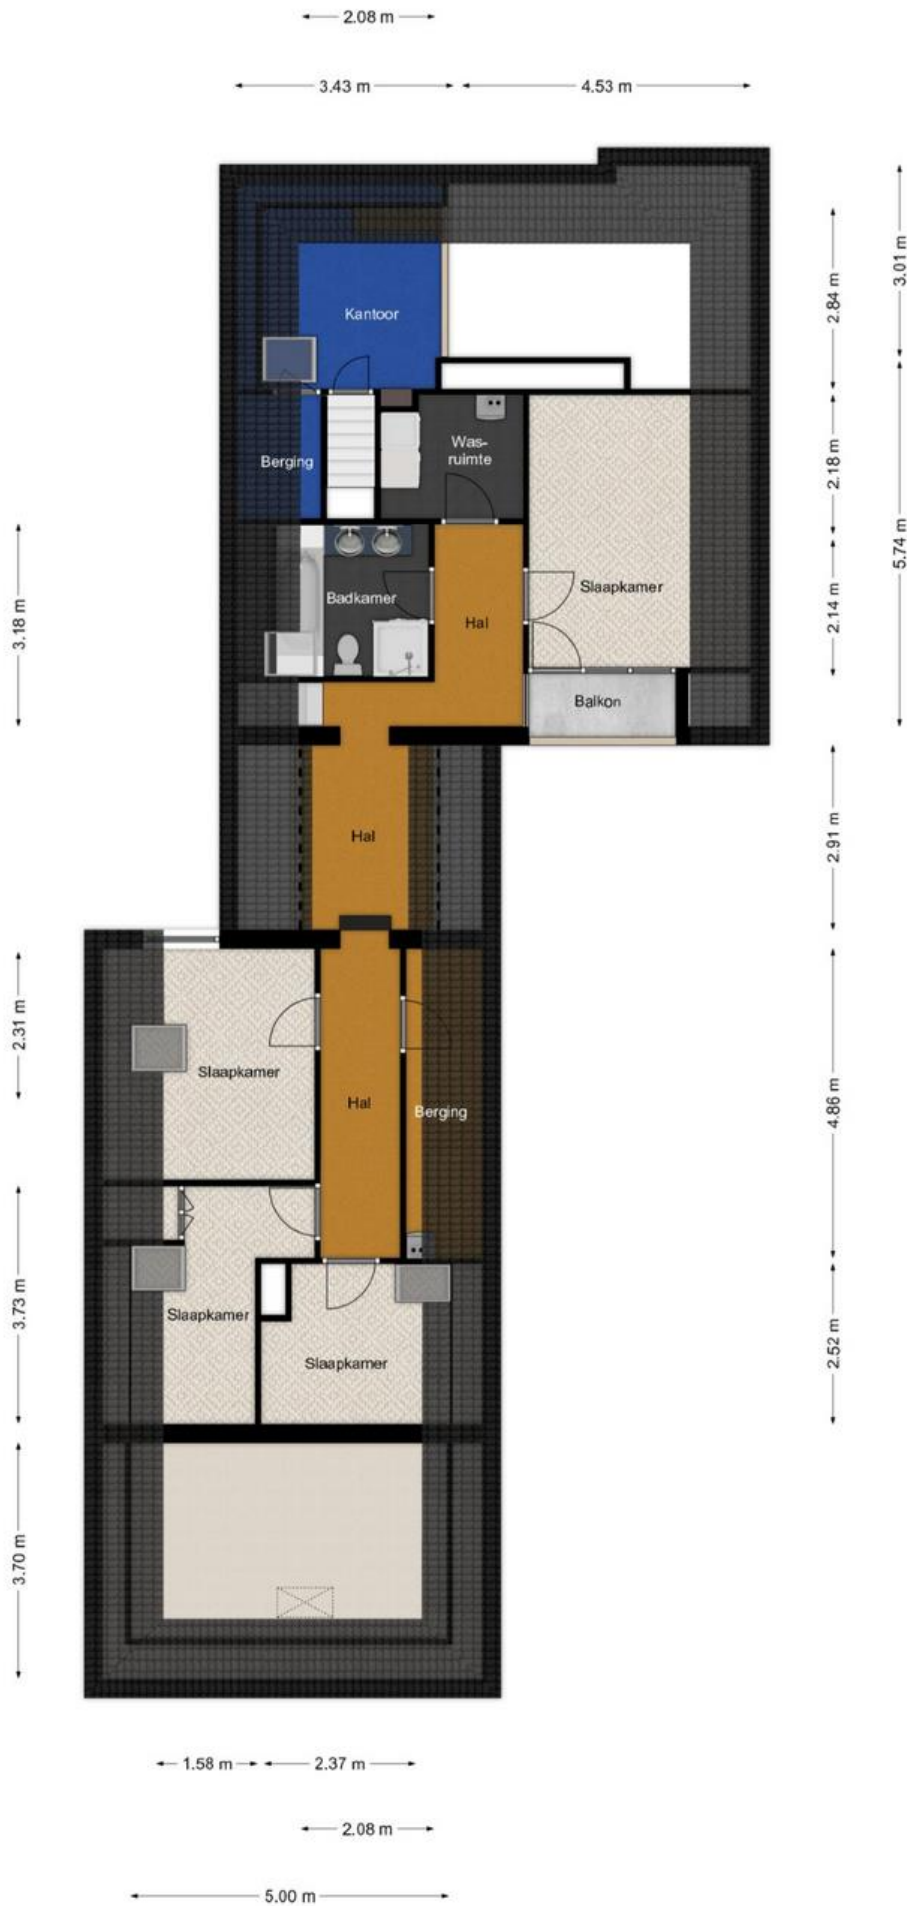 2.08 m
3.43 m
4.53 m
3.01 m
2.84 m
Kantoor
Berging
Was-
ruimte
2.18 m
5.74 m
3.18 m
Badkamer
Hal
Slaapkamer
2.14 m
Balkon
Hal
2.91 m
2.31 m
Slaapkamer
Hal
Berging
4.86 m
3.73 m
Slaapkamer
Slaapkamer
2.52 m
3.70 m
1.58 m
2.37 m
2.08 m
5.00 m